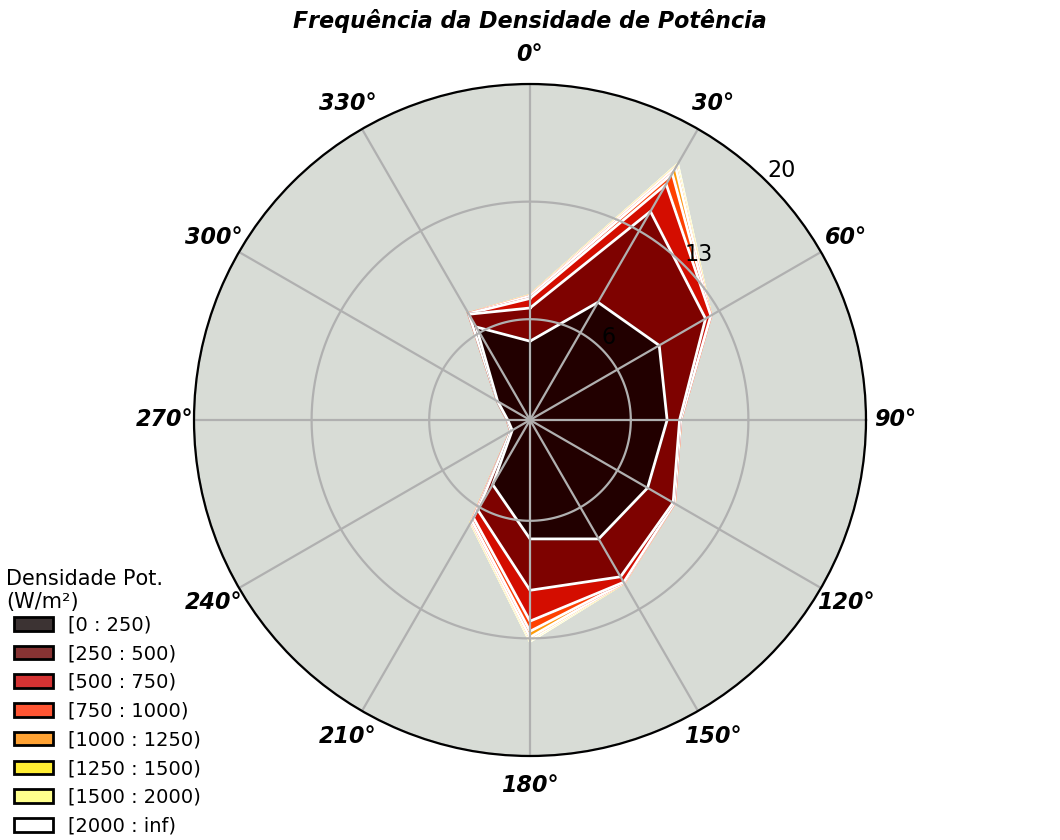 Frequência da Densidade de Potência
0°
330°
30°
20
300°
60°
13
6
270°
90°
240°
120°
210°
150°
180°
Densidade Pot.
(W/m²)
[0 : 250)
[250 : 500)
[500 : 750)
[750 : 1000)
[1000 : 1250)
[1250 : 1500)
[1500 : 2000)
[2000 : inf)